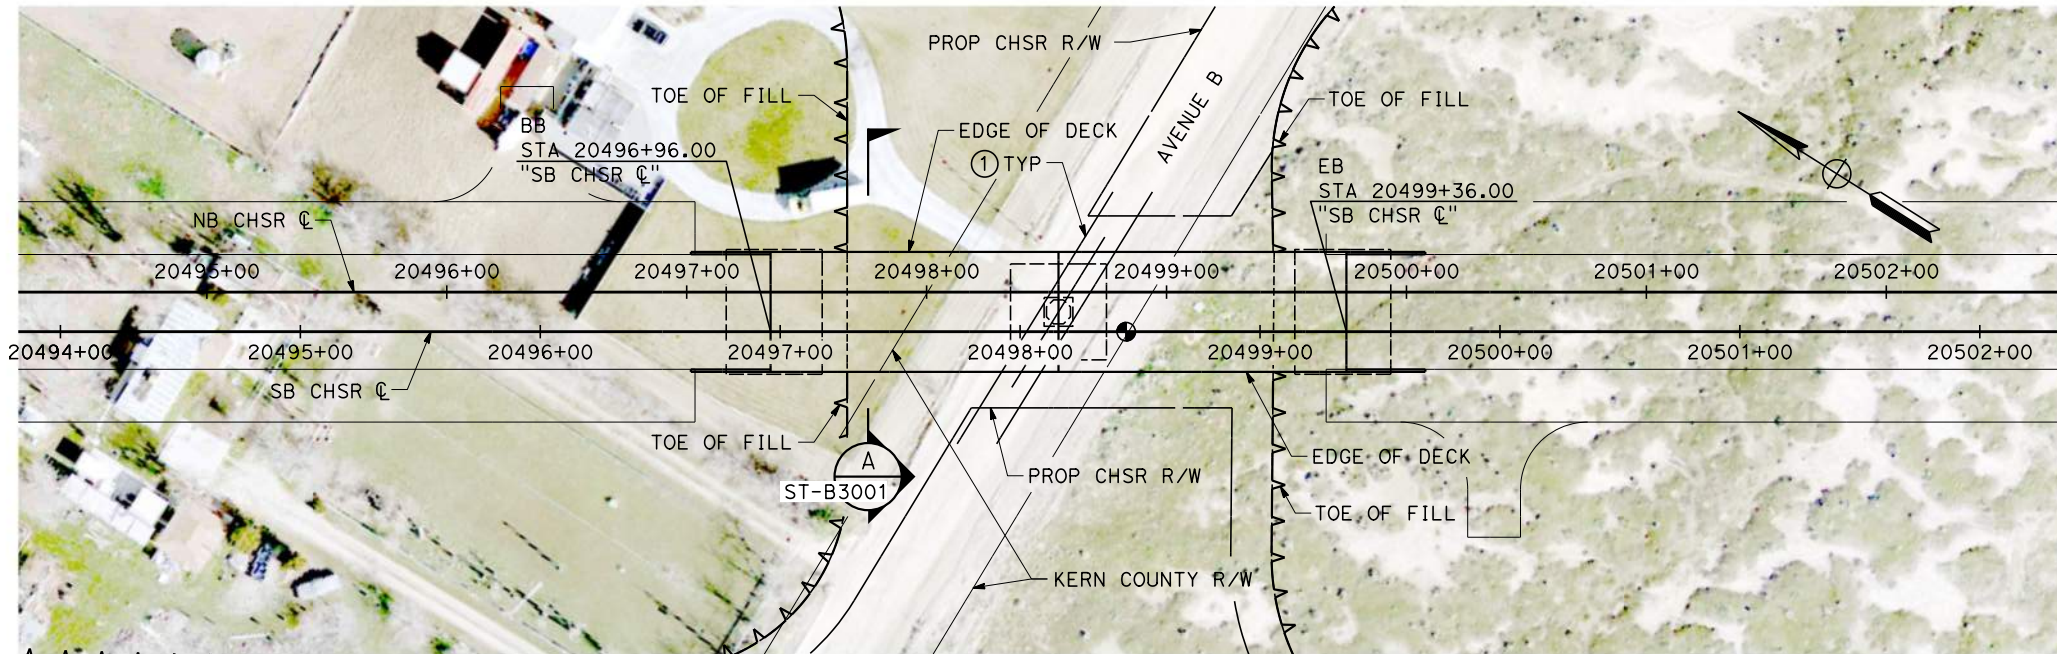 PROP CHSR R/W
AVENUE B
TOE OF FILL
TOE OF FILL
BB
STA 20496+96.00
"SB CHSR ℄"
EDGE OF DECK
1 TYP
EB
STA 20499+36.00
"SB CHSR ℄"
NB CHSR ℄
20495+00 20496+00 20497+00 20498+00 20499+00 20500+00 20501+00 20502+00
20494+00 20495+00 20496+00 20497+00 20498+00 20499+00 20500+00 20501+00 20502+00
SB CHSR ℄
TOE OF FILL
A
ST-B3001
PROP CHSR R/W
EDGE OF DECK
TOE OF FILL
KERN COUNTY R/W